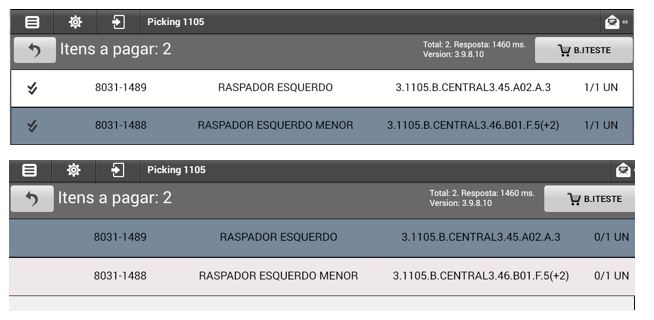 Picking 1105
Itens a pagar: 2
Total: 2. Resposta: 1460 ms.
Version: 3.9.8.10
B.ITESTE
8031-1489 RASPADOR ESQUERDO 3.1105.B.CENTRAL3.45.A02.A.3 1/1 UN
8031-1488 RASPADOR ESQUERDO MENOR 3.1105.B.CENTRAL3.46.B01.F.5(+2) 1/1 UN
Picking 1105
Itens a pagar: 2
Total: 2. Resposta: 1460 ms.
Version: 3.9.8.10
B.ITESTE
8031-1489 RASPADOR ESQUERDO 3.1105.B.CENTRAL3.45.A02.A.3 0/1 UN
8031-1488 RASPADOR ESQUERDO MENOR 3.1105.B.CENTRAL3.46.B01.F.5(+2) 0/1 UN